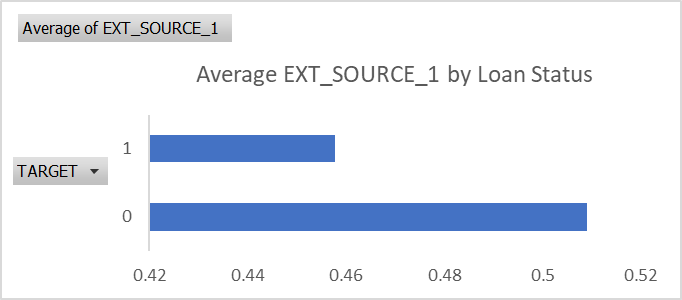 Average of EXT_SOURCE_1
Average EXT_SOURCE_1 by Loan Status
1
TARGET
0
0.42 0.44 0.46 0.48 0.5 0.52